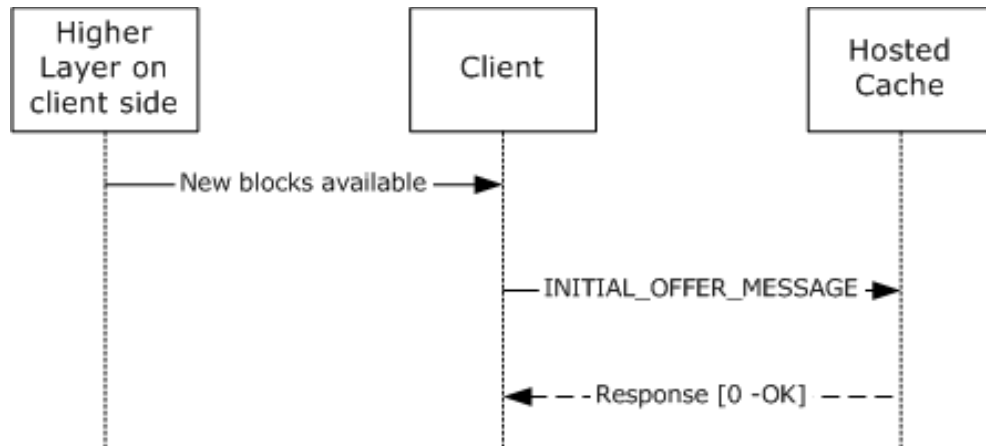 Higher
Layer on
client side
Client
Hosted
Cache
New blocks available
INITIAL_OFFER_MESSAGE
Response [0 -OK]